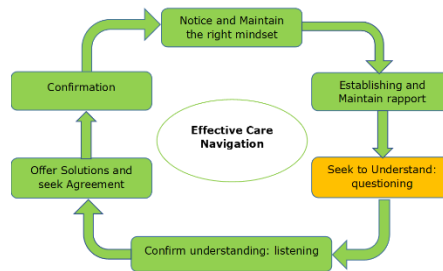 Notice and Maintain
the right mindset
Establishing and
Maintain rapport
Seek to Understand:
questioning
Confirm understanding: listening
Offer Solutions and
seek Agreement
Confirmation
Effective Care
Navigation